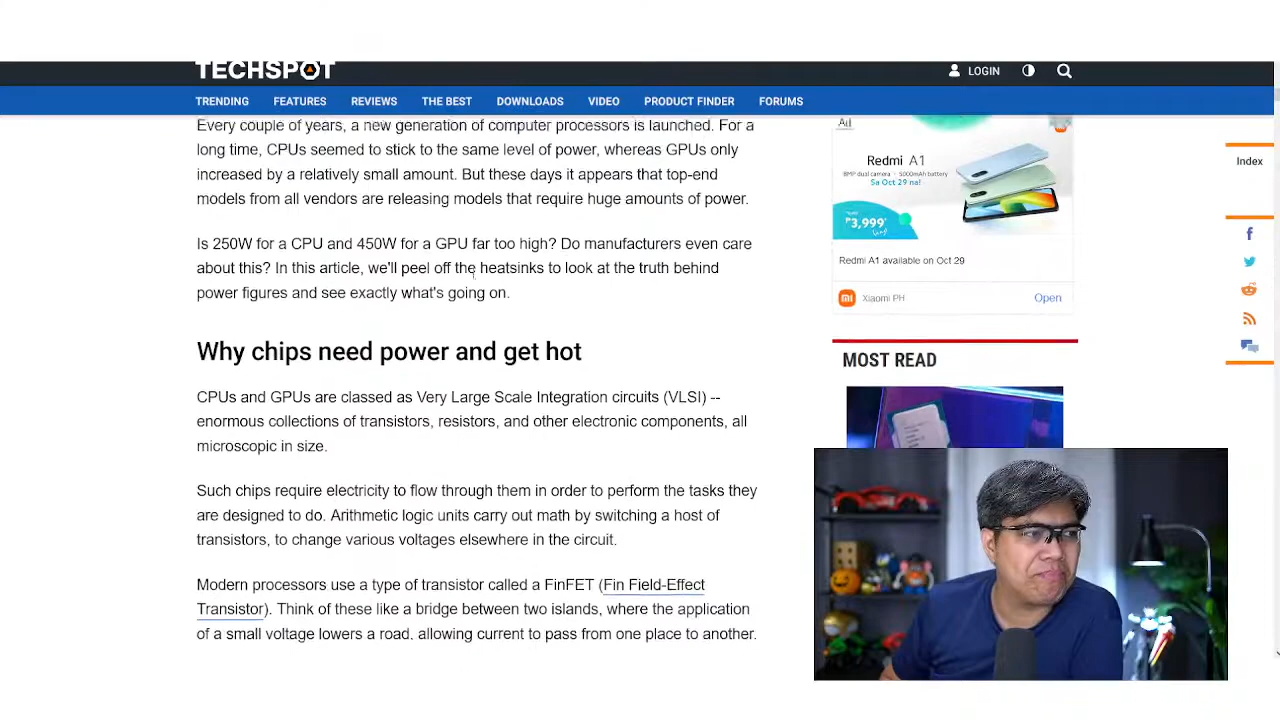 TECHSPOT
LOGIN
TRENDING FEATURES REVIEWS THE BEST DOWNLOADS VIDEO PRODUCT FINDER FORUMS
Every couple of years, a new generation of computer processors is launched. For a
long time, CPUs seemed to stick to the same level of power, whereas GPUs only
increased by a relatively small amount. But these days it appears that top-end
models from all vendors are releasing models that require huge amounts of power.
Is 250W for a CPU and 450W for a GPU far too high? Do manufacturers even care
about this? In this article, we'll peel off the heatsinks to look at the truth behind
power figures and see exactly what's going on.
Why chips need power and get hot
CPUs and GPUs are classed as Very Large Scale Integration circuits (VLSI) --
enormous collections of transistors, resistors, and other electronic components, all
microscopic in size.
Such chips require electricity to flow through them in order to perform the tasks they
are designed to do. Arithmetic logic units carry out math by switching a host of
transistors, to change various voltages elsewhere in the circuit.
Modern processors use a type of transistor called a FinFET (Fin Field-Effect
Transistor). Think of these like a bridge between two islands, where the application
of a small voltage lowers a road, allowing current to pass from one place to another.
Ad
Redmi A1
8MP dual camera · 5000mAh battery
Sa Oct 29 na!
₱3,999
Redmi A1 available on Oct 29
Xiaomi PH
Open
MOST READ
Index